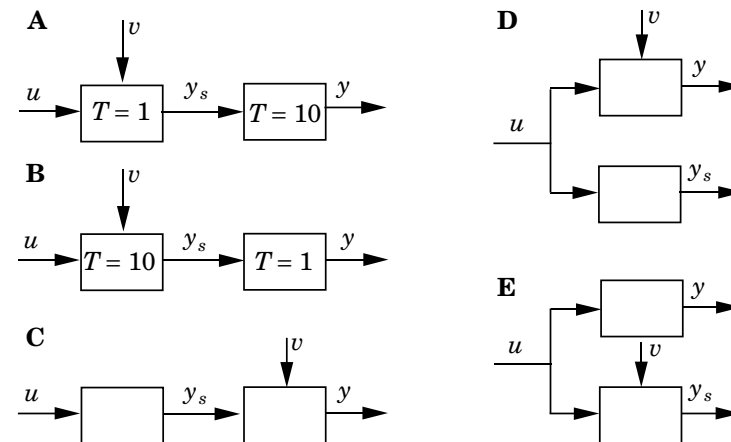 A
v
u
T = 1
y_s
T = 10
y
B
v
u
T = 10
y_s
T = 1
y
C
v
u
y_s
y
D
v
y
u
y_s
E
y
u
v
y_s